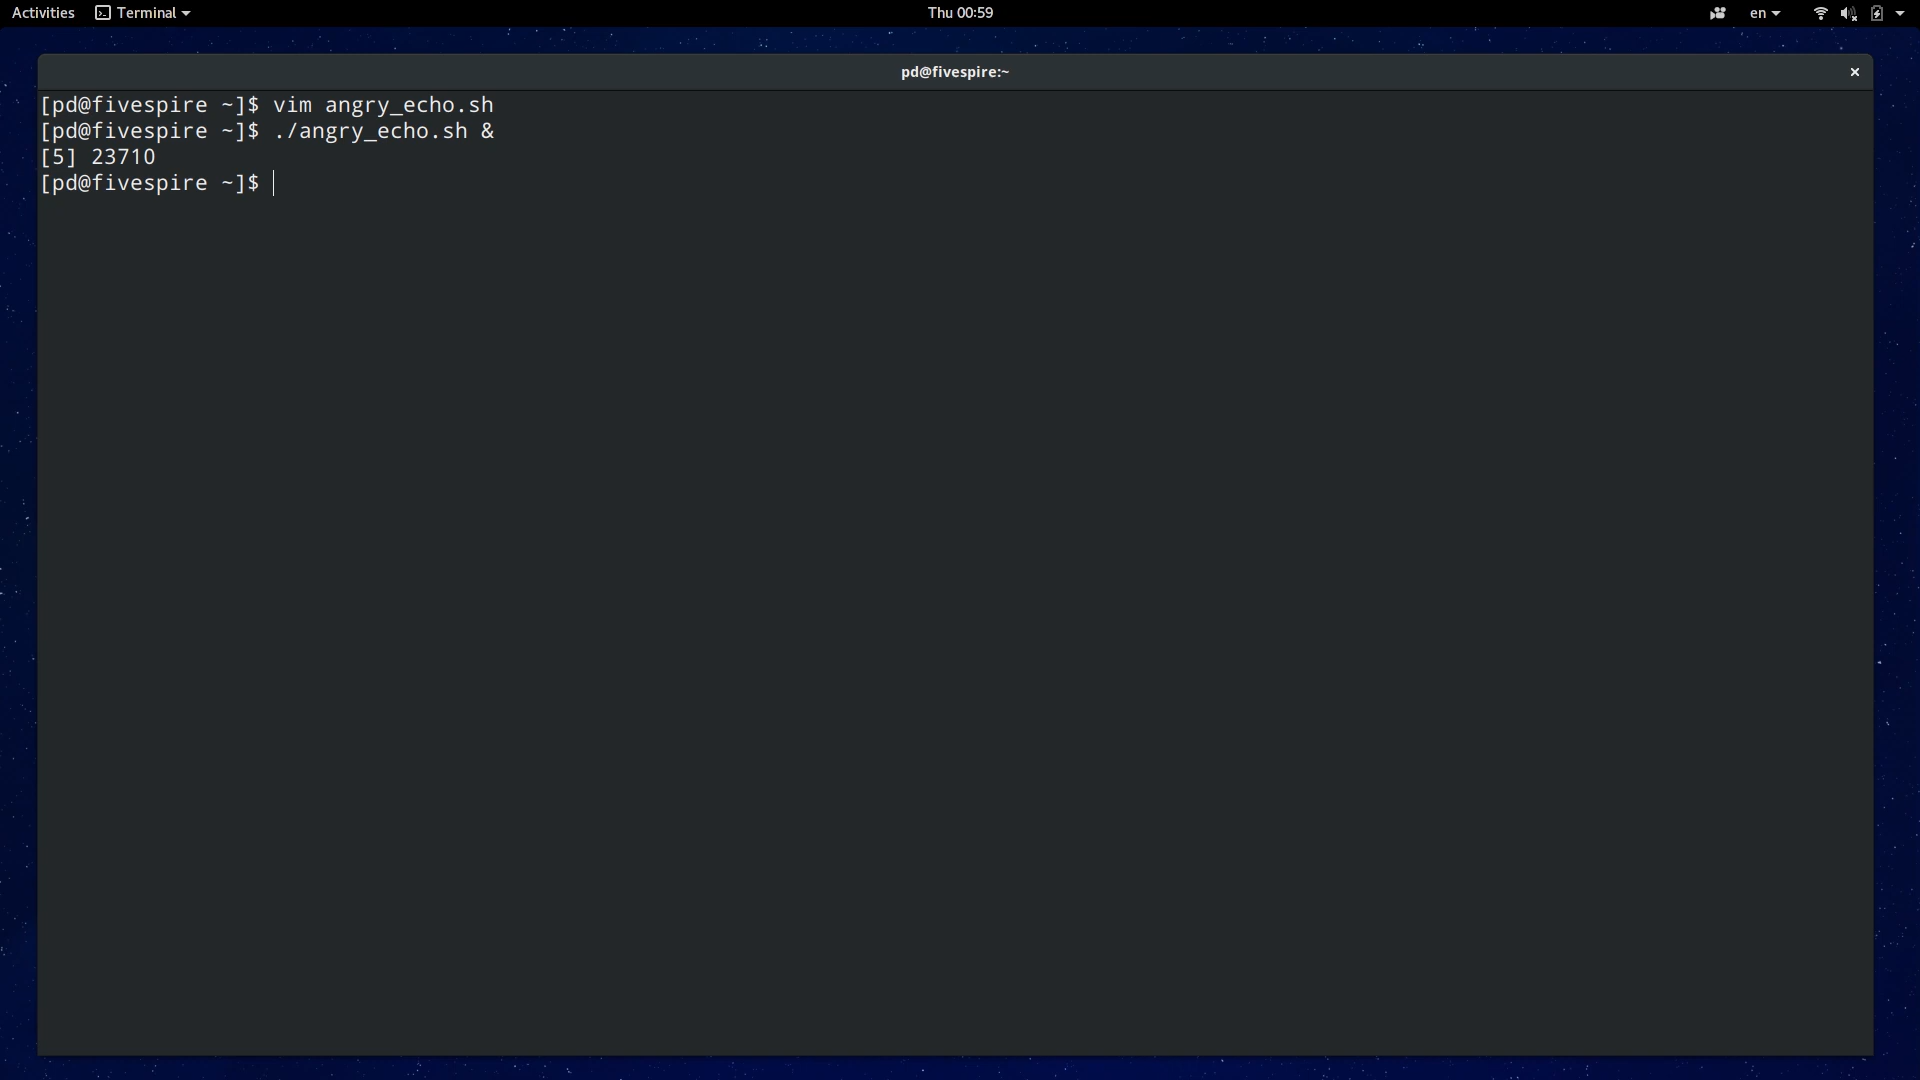 Activities Terminal Thu 00:59 en
pd@fivespire:~
[pd@fivespire ~]$ vim angry_echo.sh
[pd@fivespire ~]$ ./angry_echo.sh &
[5] 23710
[pd@fivespire ~]$